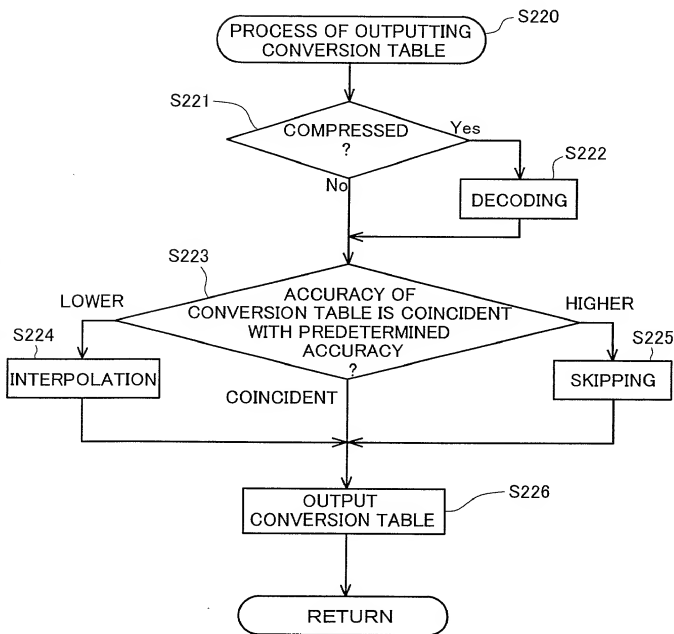 S220
PROCESS OF OUTPUTTING
CONVERSION TABLE
S221
COMPRESSED
?
Yes
No
S222
DECODING
S223
ACCURACY OF
CONVERSION TABLE IS COINCIDENT
WITH PREDETERMINED
ACCURACY
?
LOWER
HIGHER
COINCIDENT
S224
INTERPOLATION
S225
SKIPPING
S226
OUTPUT
CONVERSION TABLE
RETURN